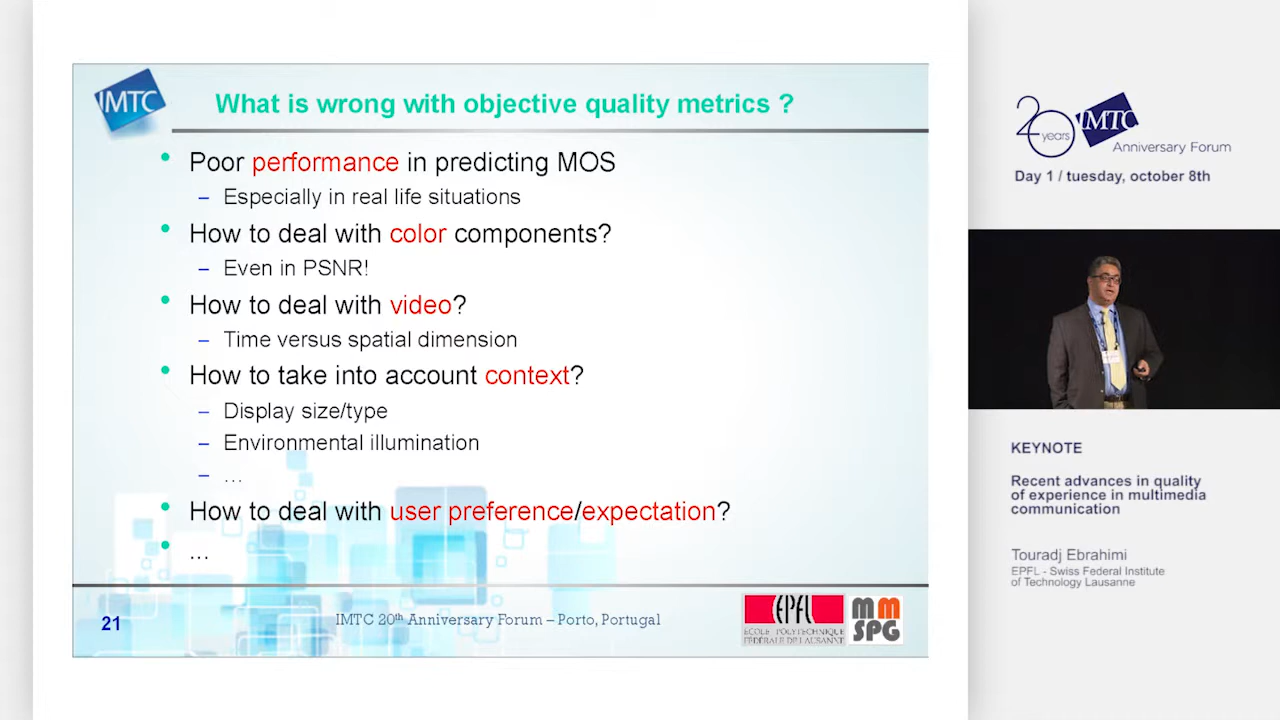 IMTC
What is wrong with objective quality metrics ?
• Poor performance in predicting MOS
– Especially in real life situations
• How to deal with color components?
– Even in PSNR!
• How to deal with video?
– Time versus spatial dimension
• How to take into account context?
– Display size/type
– Environmental illumination
– ...
• How to deal with user preference/expectation?
• ...
21
IMTC 20th Anniversary Forum – Porto, Portugal
EPFL
ÉCOLE POLYTECHNIQUE
FÉDÉRALE DE LAUSANNE
MM
SPG
20 years
IMTC
Anniversary Forum
Day 1 / tuesday, october 8th
KEYNOTE
Recent advances in quality
of experience in multimedia
communication
Touradj Ebrahimi
EPFL - Swiss Federal Institute
of Technology Lausanne